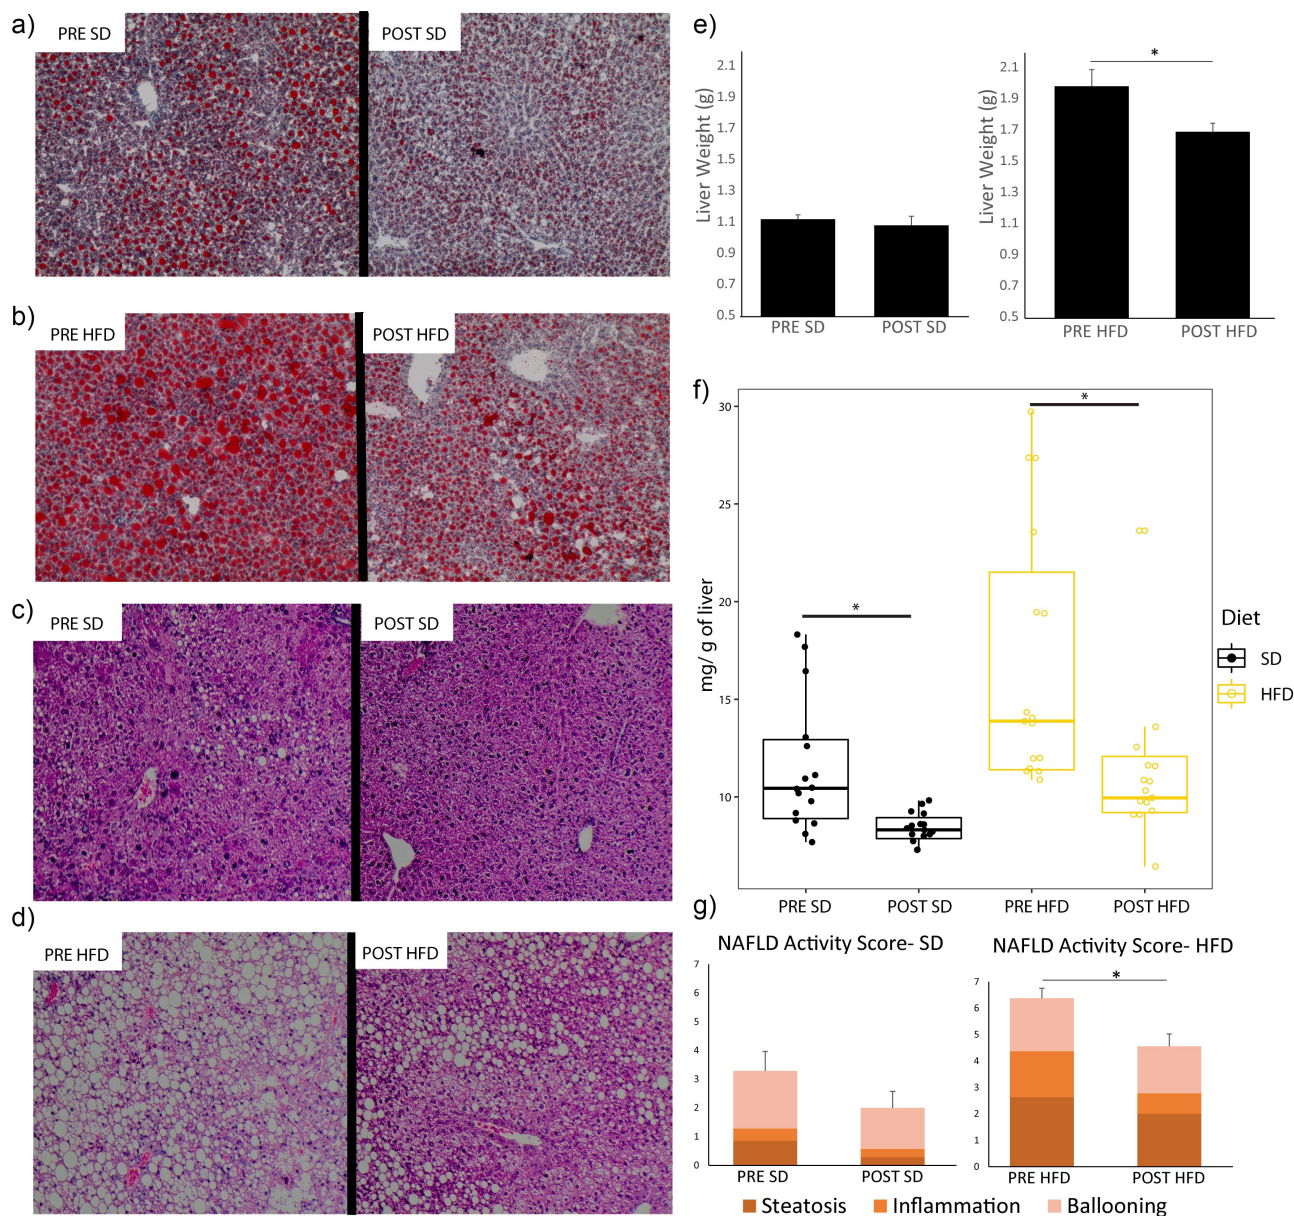 a)
PRE SD
POST SD
b)
PRE HFD
POST HFD
c)
PRE SD
POST SD
d)
PRE HFD
POST HFD
e)
Liver Weight (g)
2.1
1.9
1.7
1.5
1.3
1.1
0.9
0.7
0.5
PRE SD
POST SD
Liver Weight (g)
2.1
1.9
1.7
1.5
1.3
1.1
0.9
0.7
0.5
*
PRE HFD
POST HFD
f)
mg/ g of liver
30
25
20
15
10
*
*
PRE SD
POST SD
PRE HFD
POST HFD
Diet
SD
HFD
g)
NAFLD Activity Score- SD
7
6
5
4
3
2
1
0
PRE SD
POST SD
NAFLD Activity Score- HFD
7
6
5
4
3
2
1
0
*
PRE HFD
POST HFD
Steatosis
Inflammation
Ballooning